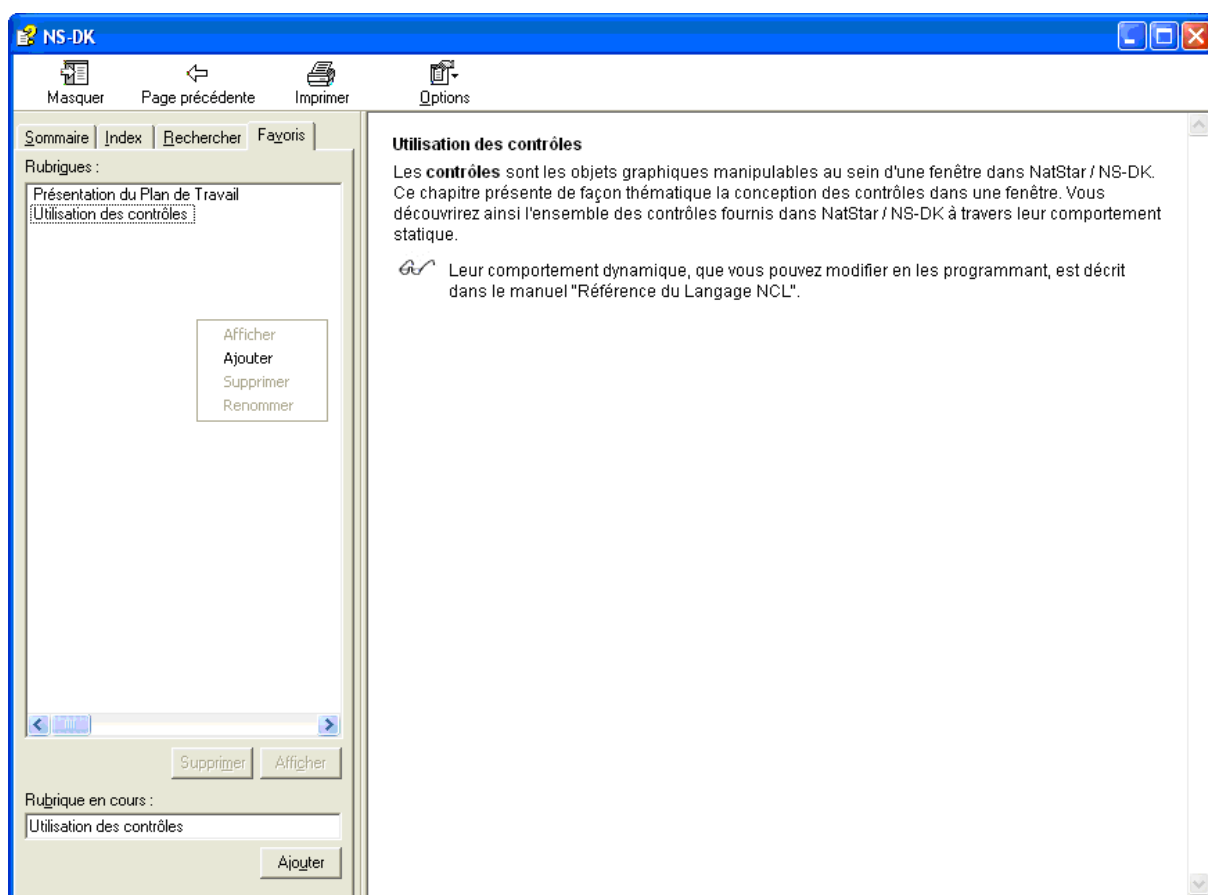 NS-DK
Masquer Page précédente Imprimer Options
Sommaire Index Rechercher Favoris
Rubrigues :
Présentation du Plan de Travail
Utilisation des contrôles
Afficher
Ajouter
Supprimer
Renommer
Supprimer Afficher
Rubrique en cours :
Utilisation des contrôles
Ajouter
Utilisation des contrôles
Les contrôles sont les objets graphiques manipulables au sein d'une fenêtre dans NatStar / NS-DK.
Ce chapitre présente de façon thématique la conception des contrôles dans une fenêtre. Vous
découvrirez ainsi l'ensemble des contrôles fournis dans NatStar / NS-DK à travers leur comportement
statique.
Leur comportement dynamique, que vous pouvez modifier en les programmant, est décrit
dans le manuel "Référence du Langage NCL".